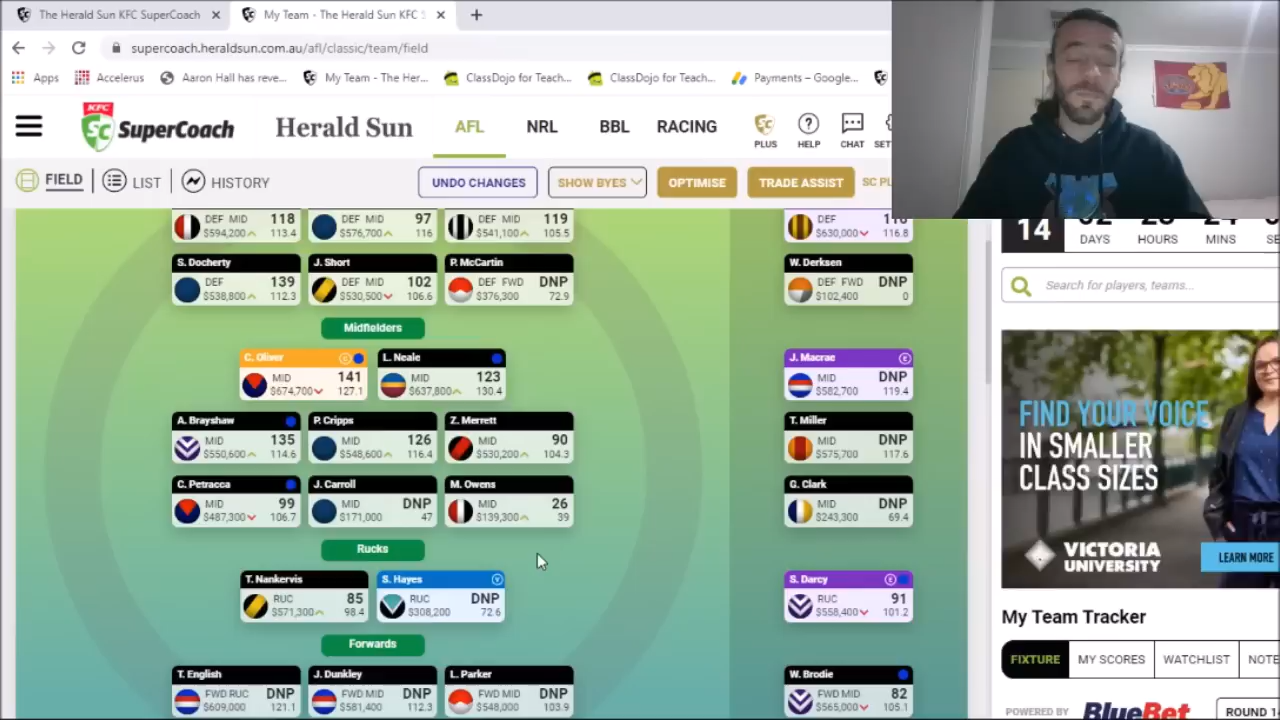 The Herald Sun KFC SuperCoach
My Team - The Herald Sun KFC
supercoach.heraldsun.com.au/afl/classic/team/field
Apps
Accelerus
Aaron Hall has reve...
My Team - The Her...
ClassDojo for Teach...
ClassDojo for Teach...
Payments – Google...
KFC
SC
SuperCoach
Herald Sun
AFL
NRL
BBL
RACING
PLUS
HELP
CHAT
FIELD
LIST
HISTORY
UNDO CHANGES
SHOW BYES
OPTIMISE
TRADE ASSIST
14
DAYS
HOURS
MINS
DEF MID 118
$594,200 113.4
DEF MID 97
$576,700 116
DEF MID 119
$541,100 105.5
DEF
$630,000 116.8
S. Docherty
DEF 139
$538,800 112.3
J. Short
DEF MID 102
$530,500 106.6
P. McCartin
DEF FWD DNP
$376,300 72.9
W. Derksen
DEF FWD DNP
$102,400 0
Search for players, teams...
Midfielders
C. Oliver
MID 141
$674,700 127.1
L. Neale
MID 123
$637,800 130.4
J. Macrae
MID DNP
$582,700 119.4
A. Brayshaw
MID 135
$550,600 114.6
P. Cripps
MID 126
$548,600 116.4
Z. Merrett
MID 90
$530,200 104.3
T. Miller
MID DNP
$575,700 117.6
C. Petracca
MID 99
$487,300 106.7
J. Carroll
MID DNP
$171,000 47
M. Owens
MID 26
$139,300 39
G. Clark
MID DNP
$243,300 69.4
FIND YOUR VOICE
IN SMALLER
CLASS SIZES
VICTORIA
UNIVERSITY
LEARN MORE
Rucks
T. Nankervis
RUC 85
$571,300 98.4
S. Hayes
RUC DNP
$308,200 72.6
S. Darcy
RUC 91
$558,400 101.2
Forwards
T. English
FWD RUC DNP
$609,000 121.1
J. Dunkley
FWD MID DNP
$581,400 112.3
L. Parker
FWD MID DNP
$548,000 103.9
W. Brodie
FWD MID 82
$565,000 105.1
My Team Tracker
FIXTURE
MY SCORES
WATCHLIST
POWERED BY
BlueBet